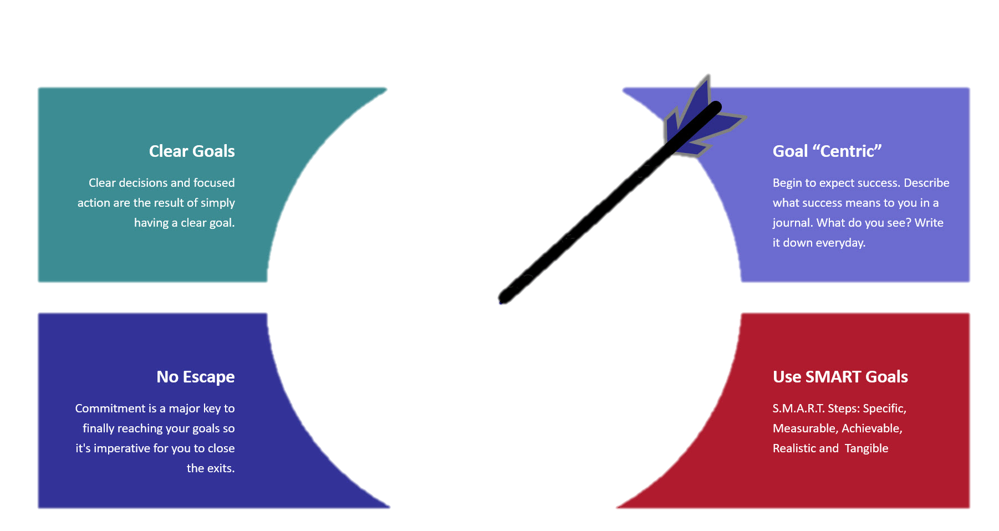 Clear Goals
Clear decisions and focused
action are the result of simply
having a clear goal.
Goal “Centric”
Begin to expect success. Describe
what success means to you in a
journal. What do you see? Write
it down everyday.
No Escape
Commitment is a major key to
finally reaching your goals so
it's imperative for you to close
the exits.
Use SMART Goals
S.M.A.R.T. Steps: Specific,
Measurable, Achievable,
Realistic and  Tangible